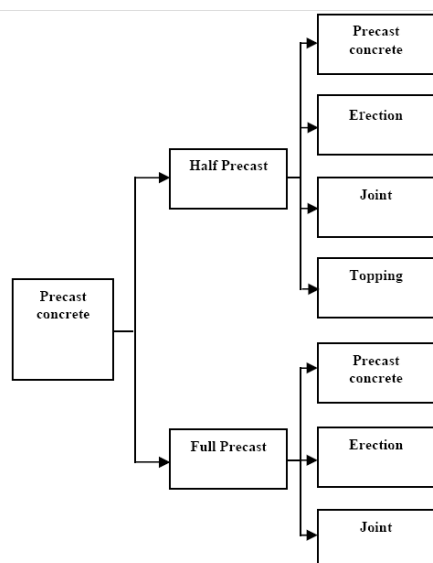 Precast
concrete
Erection
Half Precast
Joint
Topping
Precast
concrete
Precast
concrete
Full Precast
Erection
Joint